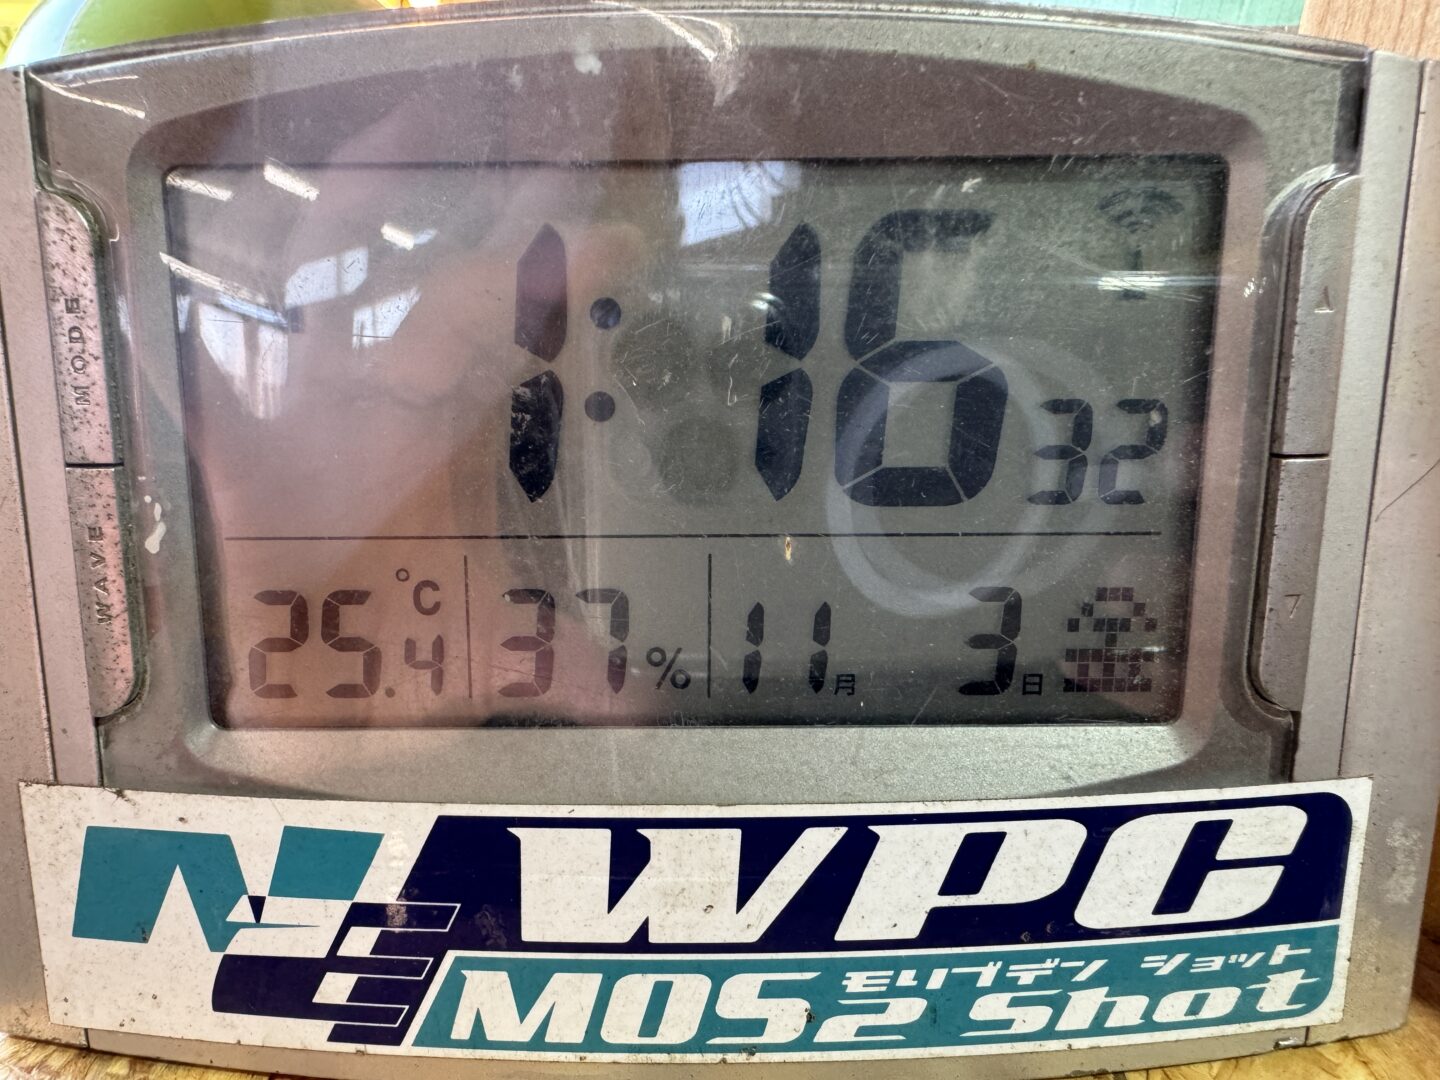 MODE
WAVE
1:16 32
25.4 °C
37 %
11月 3日 金
NE
WPC
モリブデン ショット
MOS2 Shot